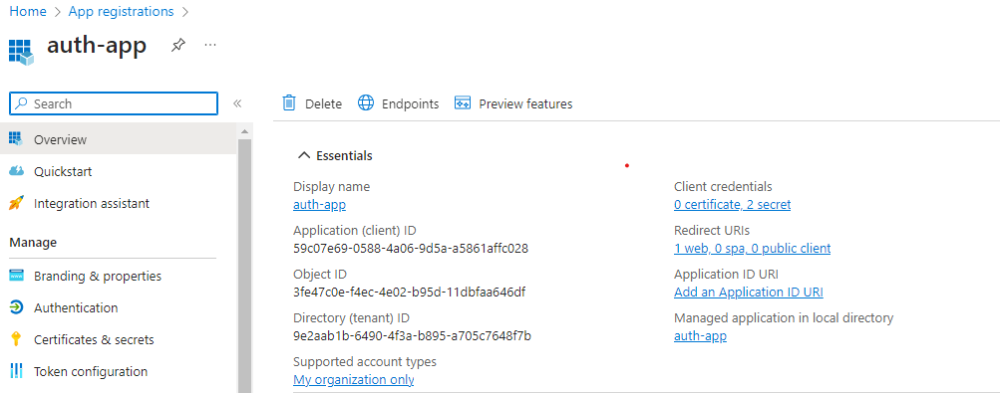 Home > App registrations >
auth-app
...
Search
«
Overview
Quickstart
Integration assistant
Manage
Branding & properties
Authentication
Certificates & secrets
Token configuration
Delete Endpoints Preview features
Essentials
Display name
auth-app
Application (client) ID
59c07e69-0588-4a06-9d5a-a5861affc028
Object ID
3fe47c0e-f4ec-4e02-b95d-11dbfaa646df
Directory (tenant) ID
9e2aab1b-6490-4f3a-b895-a705c7648f7b
Supported account types
My organization only
Client credentials
0 certificate, 2 secret
Redirect URIs
1 web, 0 spa, 0 public client
Application ID URI
Add an Application ID URI
Managed application in local directory
auth-app